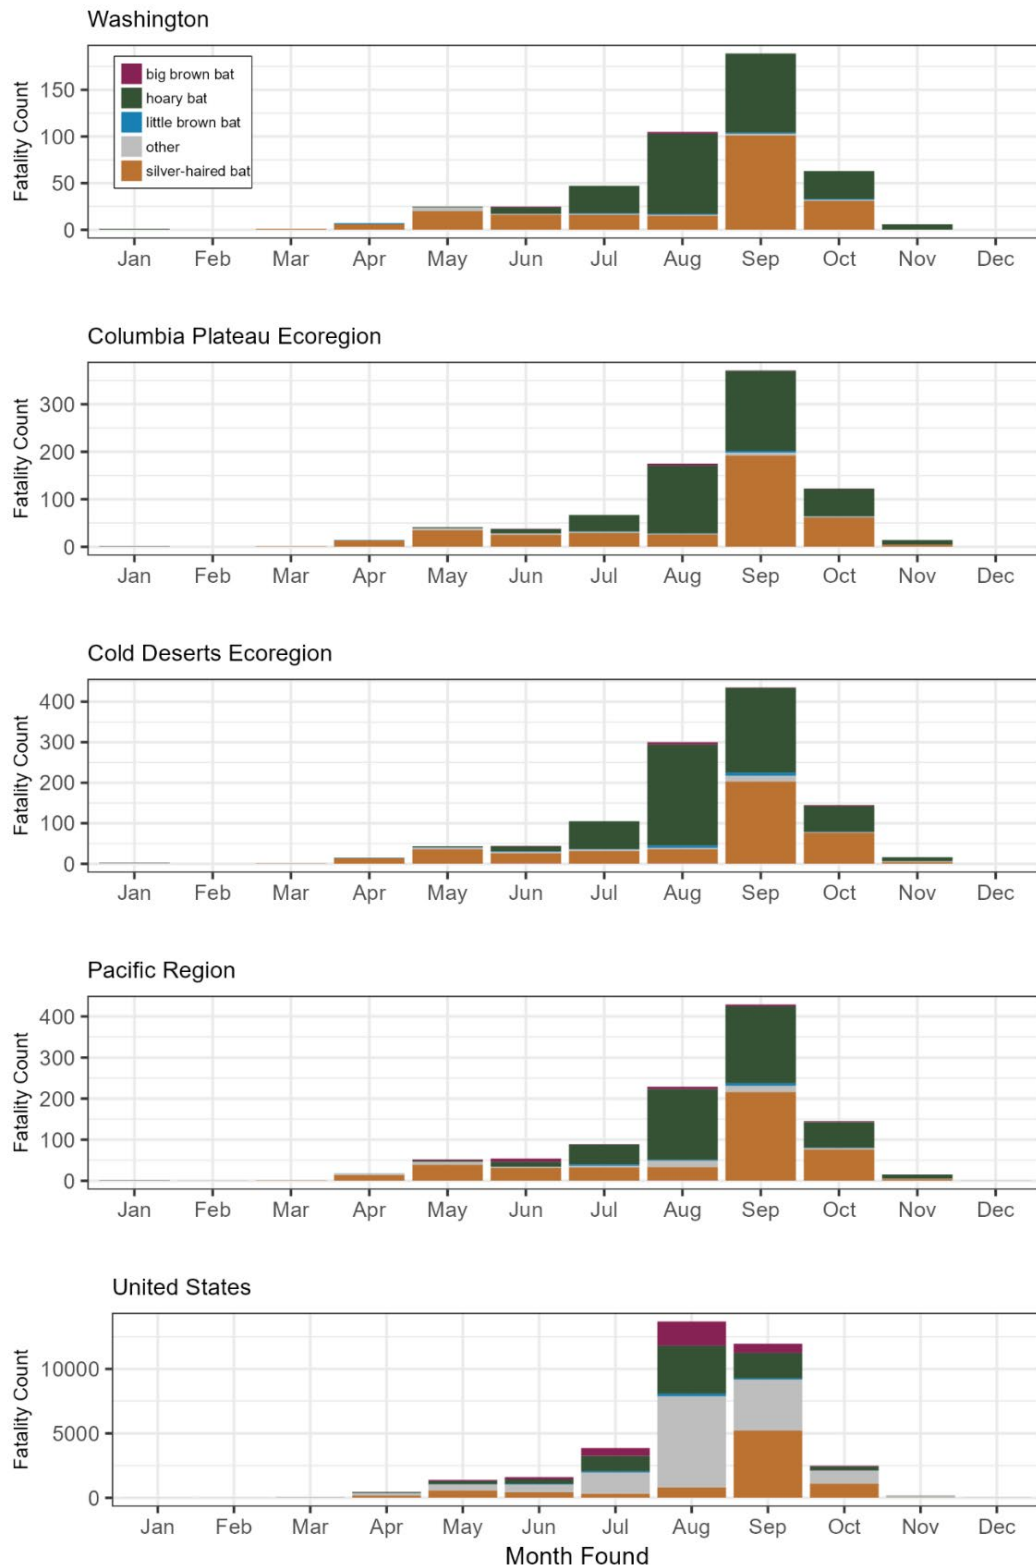 Washington
Fatality Count
150
100
50
0
big brown bat
hoary bat
little brown bat
other
silver-haired bat
Jan Feb Mar Apr May Jun Jul Aug Sep Oct Nov Dec
Columbia Plateau Ecoregion
Fatality Count
300
200
100
0
Jan Feb Mar Apr May Jun Jul Aug Sep Oct Nov Dec
Cold Deserts Ecoregion
Fatality Count
400
300
200
100
0
Jan Feb Mar Apr May Jun Jul Aug Sep Oct Nov Dec
Pacific Region
Fatality Count
400
300
200
100
0
Jan Feb Mar Apr May Jun Jul Aug Sep Oct Nov Dec
United States
Fatality Count
10000
5000
0
Jan Feb Mar Apr May Jun Jul Aug Sep Oct Nov Dec
Month Found